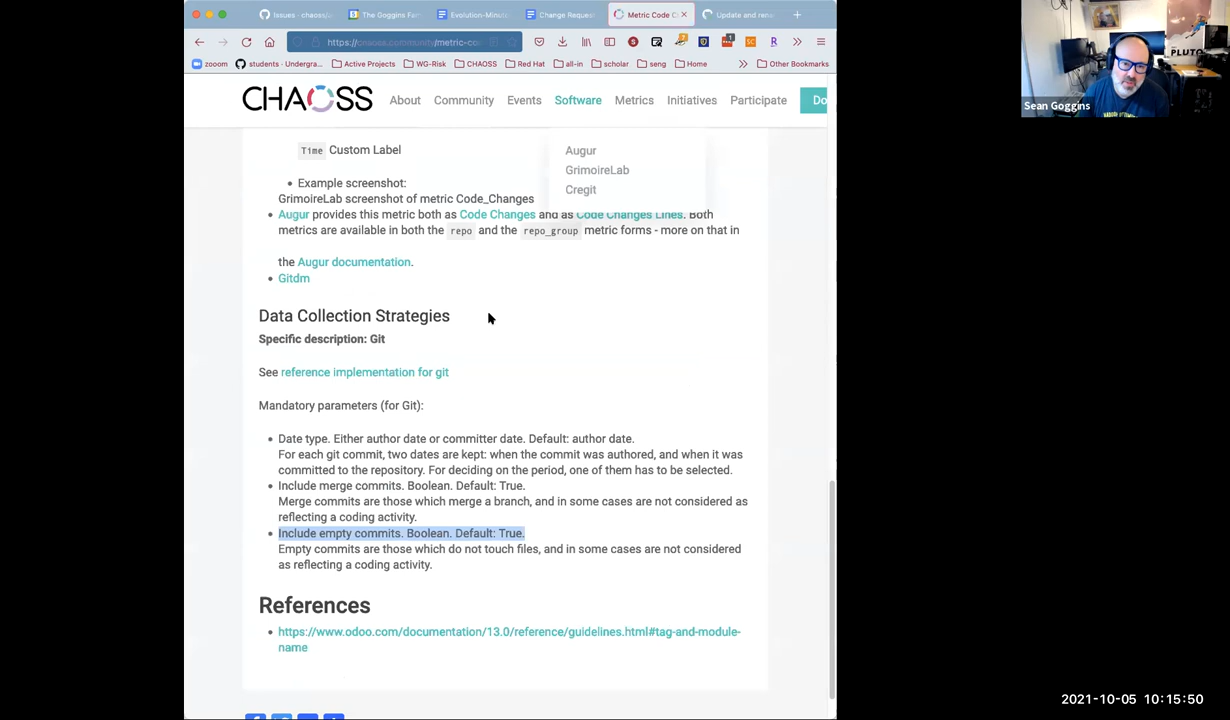 Issues · chaoss/
The Goggins Fam
Evolution-Minut
Change Reques
Metric Code C
Update and ren
https://chaoss.community/metric-co
zooom
students · Undergra...
Active Projects
WG-Risk
CHAOSS
Red Hat
all-in
scholar
seng
Home
Other Bookmarks
CHAOSS
About
Community
Events
Software
Metrics
Initiatives
Participate
Do
Augur
GrimoireLab
Cregit
Time Custom Label
Example screenshot:
GrimoireLab screenshot of metric Code_Changes
Augur provides this metric both as Code Changes and as Code Changes Lines. Both
metrics are available in both the repo and the repo_group metric forms - more on that in
the Augur documentation.
Gitdm
Data Collection Strategies
Specific description: Git
See reference implementation for git
Mandatory parameters (for Git):
Date type. Either author date or committer date. Default: author date.
For each git commit, two dates are kept: when the commit was authored, and when it was
committed to the repository. For deciding on the period, one of them has to be selected.
Include merge commits. Boolean. Default: True.
Merge commits are those which merge a branch, and in some cases are not considered as
reflecting a coding activity.
Include empty commits. Boolean. Default: True.
Empty commits are those which do not touch files, and in some cases are not considered
as reflecting a coding activity.
References
https://www.odoo.com/documentation/13.0/reference/guidelines.html#tag-and-module-
name
PLUTO
Sean Goggins
2021-10-05 10:15:50